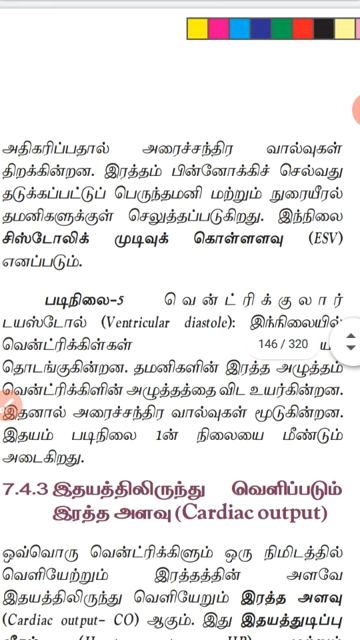 அதிகரிப்பதால் அரைச்சந்திர வால்வுகள்
திறக்கின்றன. இரத்தம் பின்னோக்கிச் செல்வது
தடுக்கப்பட்டுப் பெருந்தமனி மற்றும் நுரையீரல்
தமனிகளுக்குள் செலுத்தப்படுகிறது. இந்நிலை
சிஸ்டோலிக் முடிவுக் கொள்ளளவு (ESV)
எனப்படும்.
படிநிலை-5 வென்ட்ரிக்குலார்
டயஸ்டோல் (Ventricular diastole): இந்நிலையில்
வென்ட்ரிக்கிள்கள்
146 / 320
தொடங்குகின்றன. தமனிகளின் இரத்த அழுத்தம்
வென்ட்ரிக்கிளின் அழுத்தத்தை விட உயர்கின்றன.
இதனால் அரைச்சந்திர வால்வுகள் மூடுகின்றன.
இதயம் படிநிலை 1ன் நிலையை மீண்டும்
அடைகிறது.
7.4.3 இதயத்திலிருந்து வெளிப்படும்
இரத்த அளவு (Cardiac output)
ஒவ்வொரு வென்ட்ரிக்கிளும் ஒரு நிமிடத்தில்
வெளியேற்றும் இரத்தத்தின் அளவே
இதயத்திலிருந்து வெளியேறும் இரத்த அளவு
(Cardiac output- CO) ஆகும். இது இதயத்துடிப்பு